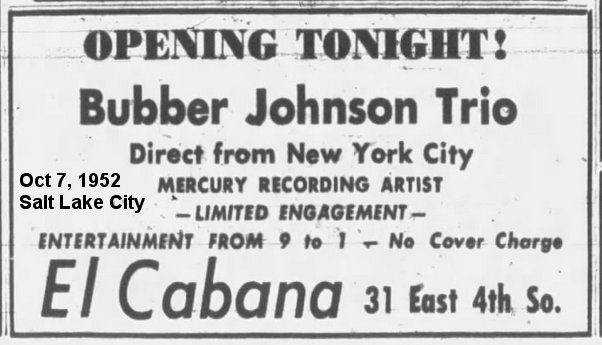 OPENING TONIGHT!
Bubber Johnson Trio
Direct from New York City
Oct 7, 1952
Salt Lake City
MERCURY RECORDING ARTIST
—LIMITED ENGAGEMENT—
ENTERTAINMENT FROM 9 to 1 — No Cover Charge
El Cabana 31 East 4th So.